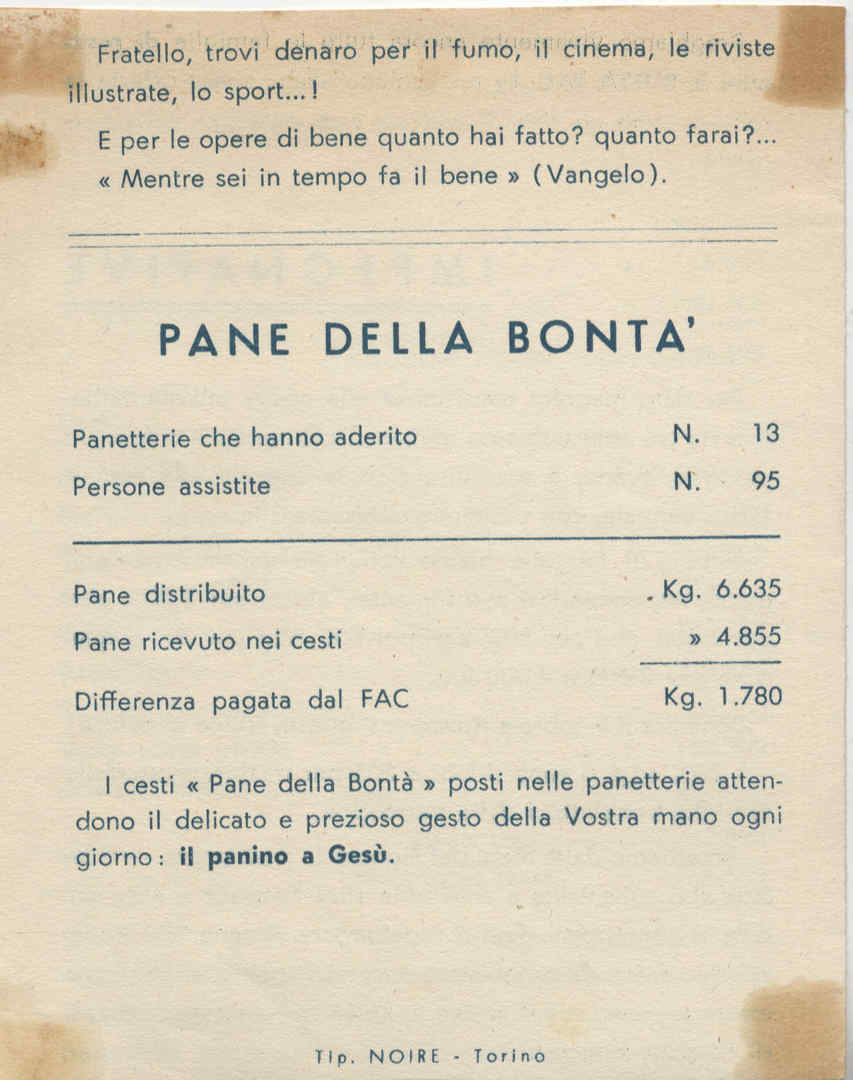 Fratello, trovi denaro per il fumo, il cinema, le riviste
illustrate, lo sport...!
E per le opere di bene quanto hai fatto? quanto farai?...
« Mentre sei in tempo fa il bene » (Vangelo).
PANE DELLA BONTA'
Panetterie che hanno aderito N. 13
Persone assistite N. 95
Pane distribuito Kg. 6.635
Pane ricevuto nei cesti » 4.855
Differenza pagata dal FAC Kg. 1.780
I cesti « Pane della Bontà » posti nelle panetterie atten-
dono il delicato e prezioso gesto della Vostra mano ogni
giorno: il panino a Gesù.
Tip. NOIRE - Torino